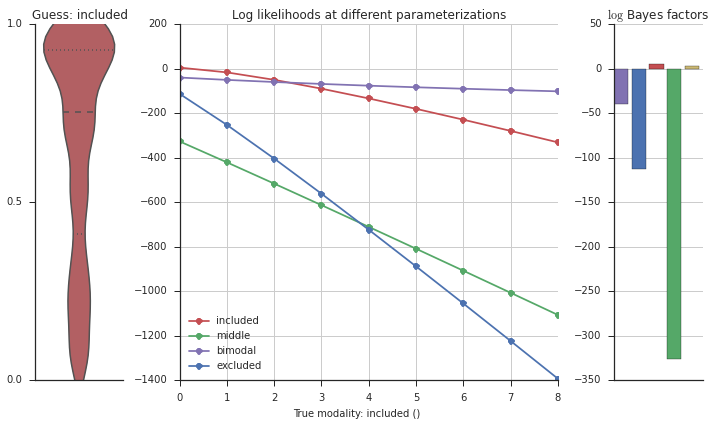 Guess: included
1.0
0.5
0.0
Log likelihoods at different parameterizations
200
0
−200
−400
−600
−800
−1000
−1200
−1400
included
middle
bimodal
excluded
0 1 2 3 4 5 6 7 8
True modality: included ()
log Bayes factors
50
0
−50
−100
−150
−200
−250
−300
−350